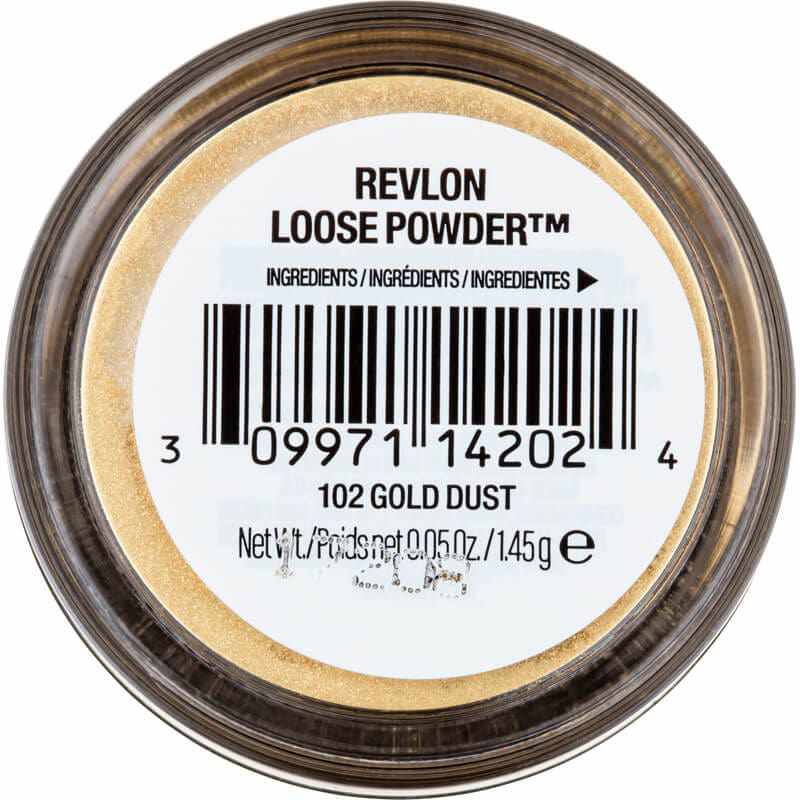 REVLON
LOOSE POWDER™
INGREDIENTS / INGRÉDIENTS / INGREDIENTES ▶
3 09971 14202 4
102 GOLD DUST
Net Wt./Poids net 0.05 Oz. / 1.45 g ℮